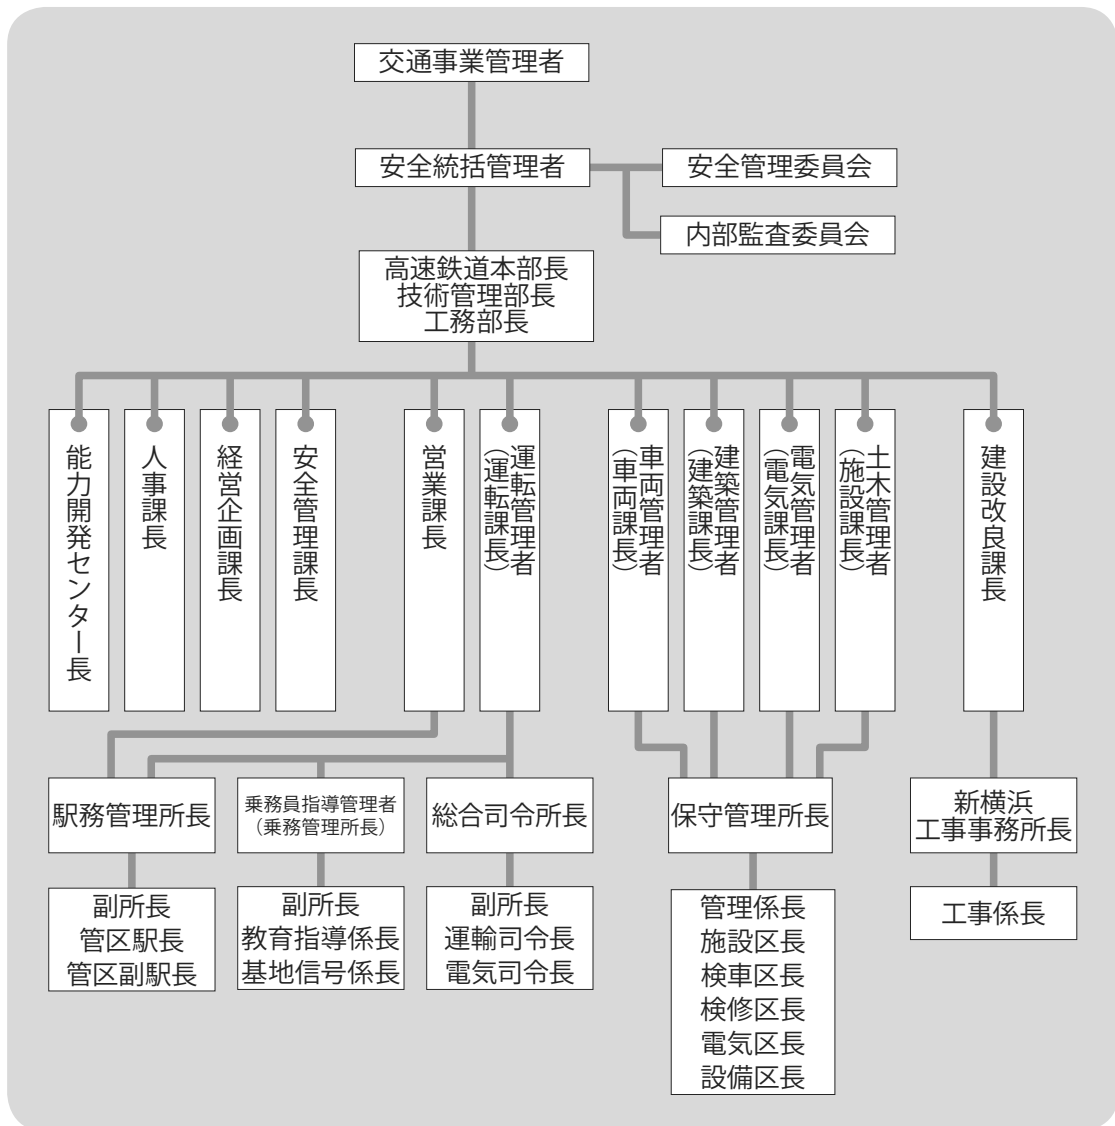 交通事業管理者
安全統括管理者
安全管理委員会
内部監査委員会
高速鉄道本部長
技術管理部長
工務部長
能力開発センター長
人事課長
経営企画課長
安全管理課長
営業課長
運転管理者
(運転課長)
車両管理者
(車両課長)
建築管理者
(建築課長)
電気管理者
(電気課長)
土木管理者
(施設課長)
建設改良課長
駅務管理所長
乗務員指導管理者
(乗務管理所長)
総合司令所長
保守管理所長
新横浜
工事事務所長
副所長
管区駅長
管区副駅長
副所長
教育指導係長
基地信号係長
副所長
運輸司令長
電気司令長
管理係長
施設区長
検車区長
検修区長
電気区長
設備区長
工事係長